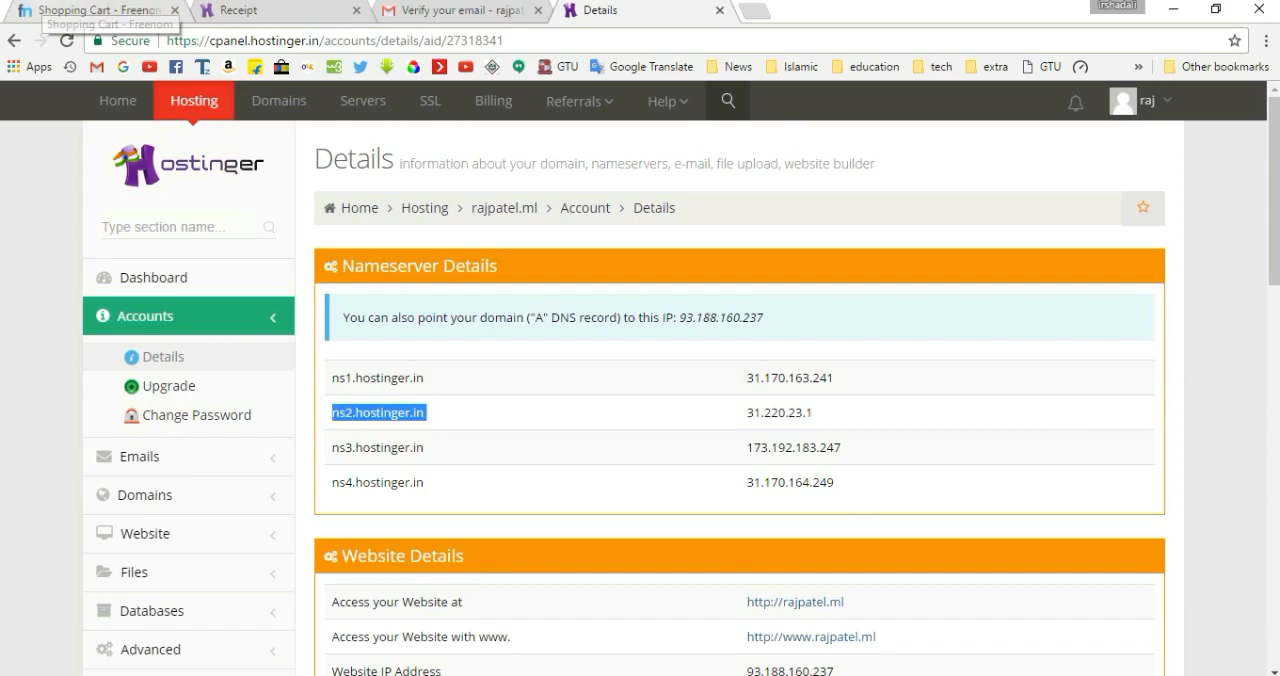 Shopping Cart - Freenom
Receipt
Verify your email - rajpat
Details
irshadali
Shopping Cart - Freenom
Secure
https://cpanel.hostinger.in/accounts/details/aid/27318341
Apps
GTU
Google Translate
News
Islamic
education
tech
extra
GTU
»
Other bookmarks
Home
Hosting
Domains
Servers
SSL
Billing
Referrals
Help
raj
Hostinger
Type section name...
Dashboard
Accounts
Details
Upgrade
Change Password
Emails
Domains
Website
Files
Databases
Advanced
Details information about your domain, nameservers, e-mail, file upload, website builder
Home > Hosting > rajpatel.ml > Account > Details
Nameserver Details
You can also point your domain ("A" DNS record) to this IP: 93.188.160.237
ns1.hostinger.in 31.170.163.241
ns2.hostinger.in 31.220.23.1
ns3.hostinger.in 173.192.183.247
ns4.hostinger.in 31.170.164.249
Website Details
Access your Website at http://rajpatel.ml
Access your Website with www. http://www.rajpatel.ml
Website IP Address 93.188.160.237